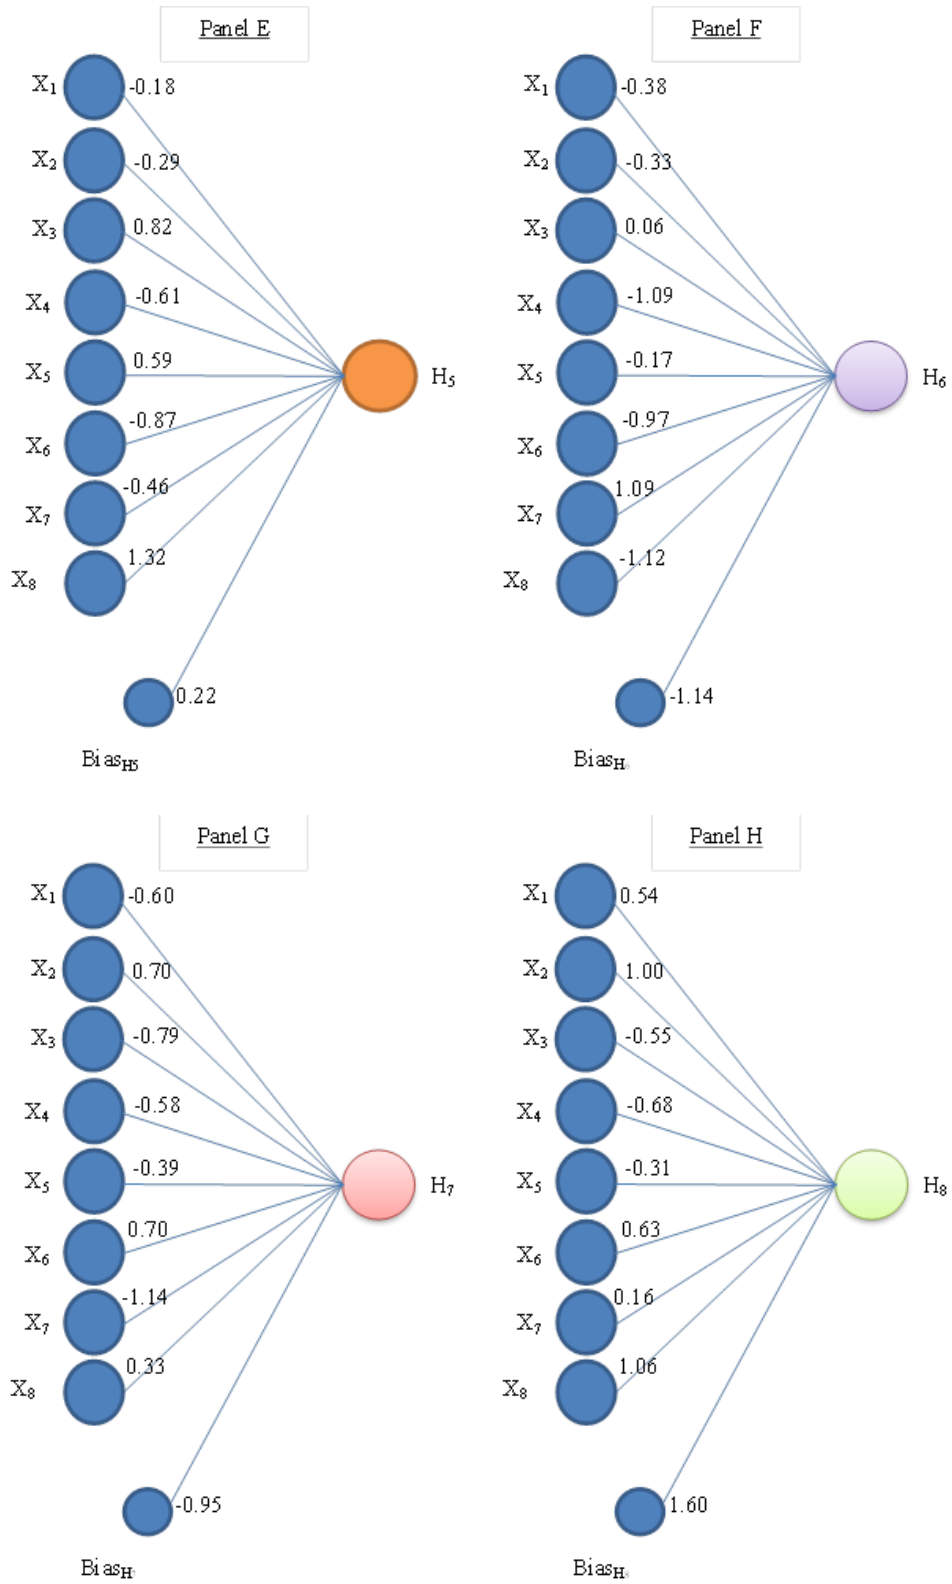 Panel E
X1 -0.18
X2 -0.29
X3 0.82
X4 -0.61
X5 0.59
H5
X6 -0.87
X7 -0.46
X8 1.32
0.22
BiasH5
Panel F
X1 -0.38
X2 -0.33
X3 0.06
X4 -1.09
X5 -0.17
H6
X6 -0.97
X7 1.09
X8 -1.12
-1.14
BiasH
Panel G
X1 -0.60
X2 0.70
X3 -0.79
X4 -0.58
X5 -0.39
H7
X6 0.70
X7 -1.14
X8 0.33
-0.95
BiasH
Panel H
X1 0.54
X2 1.00
X3 -0.55
X4 -0.68
X5 -0.31
H8
X6 0.63
X7 0.16
X8 1.06
1.60
BiasH